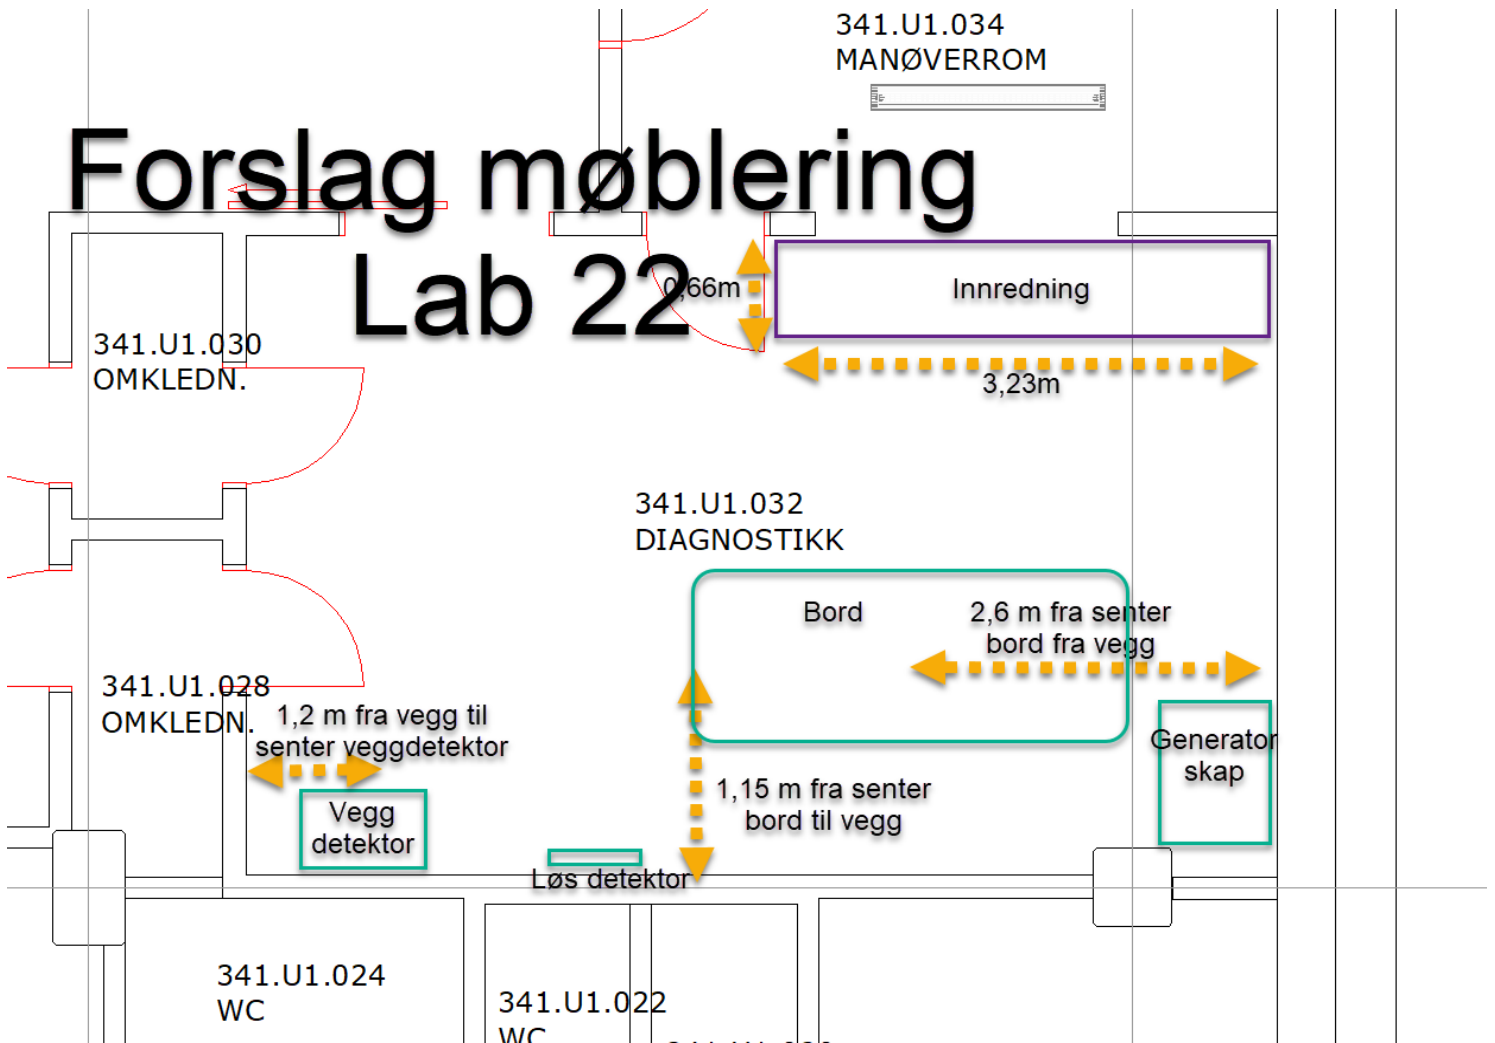 341.U1.034
MANØVERROM
Forslag møblering
Lab 22
0,66m
Innredning
3,23m
341.U1.030
OMKLEDN.
341.U1.032
DIAGNOSTIKK
Bord
2,6 m fra senter
bord fra vegg
341.U1.028
OMKLEDN.
1,2 m fra vegg til
senter veggdetektor
Generator
skap
1,15 m fra senter
bord til vegg
Vegg
detektor
Løs detektor
341.U1.024
WC
341.U1.022
WC